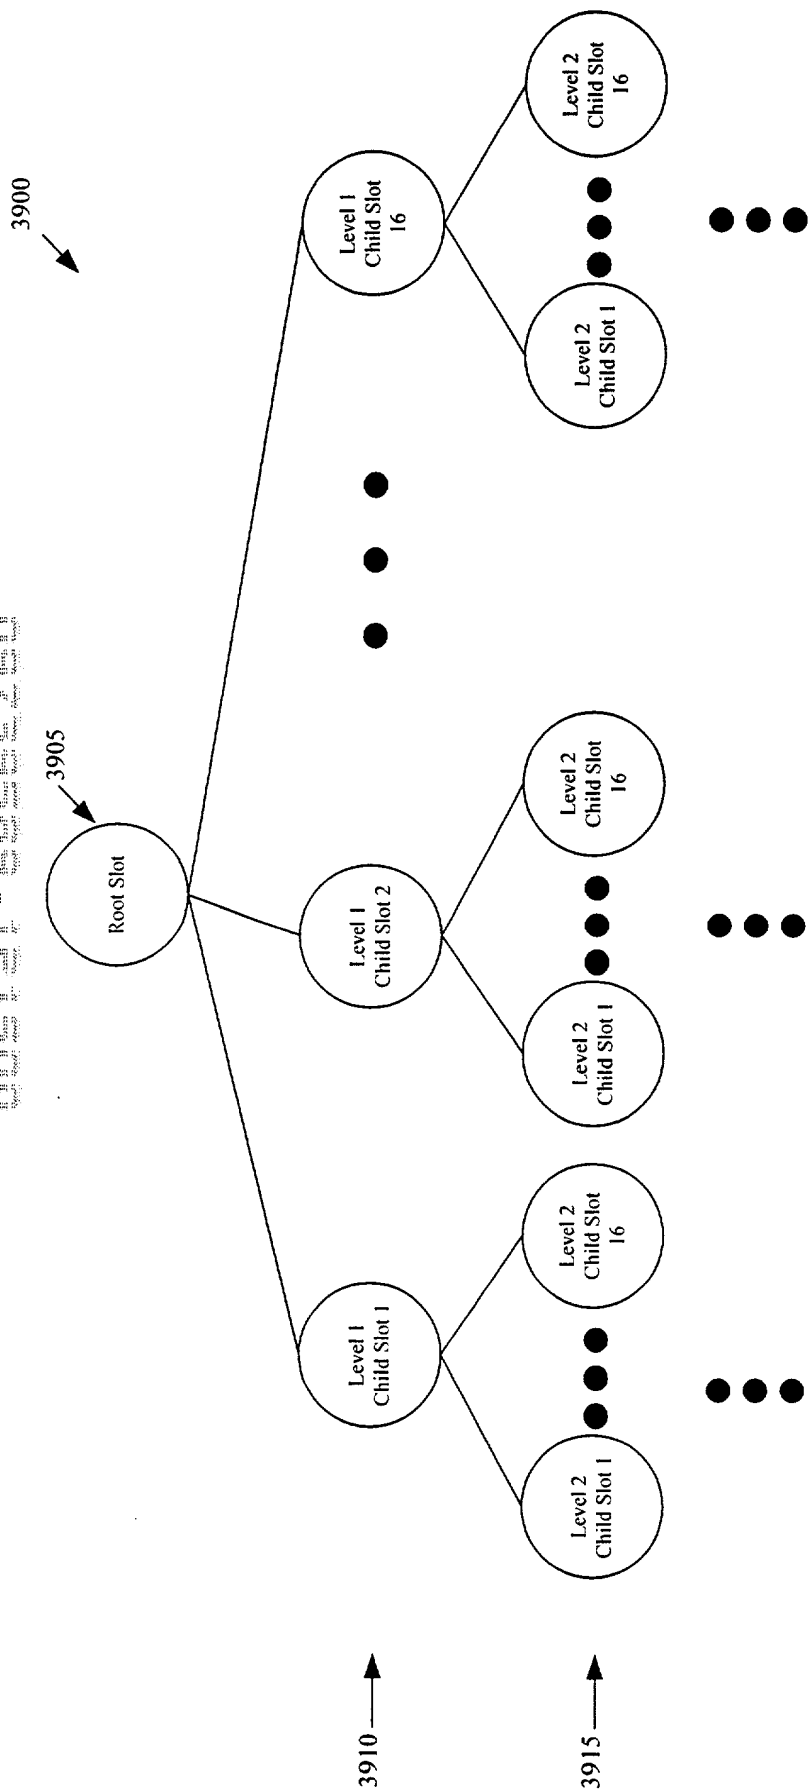 3900
3905
Root Slot
3910
Level 1
Child Slot 1
Level 1
Child Slot 2
Level 1
Child Slot
16
3915
Level 2
Child Slot 1
Level 2
Child Slot
16
Level 2
Child Slot 1
Level 2
Child Slot
16
Level 2
Child Slot 1
Level 2
Child Slot
16